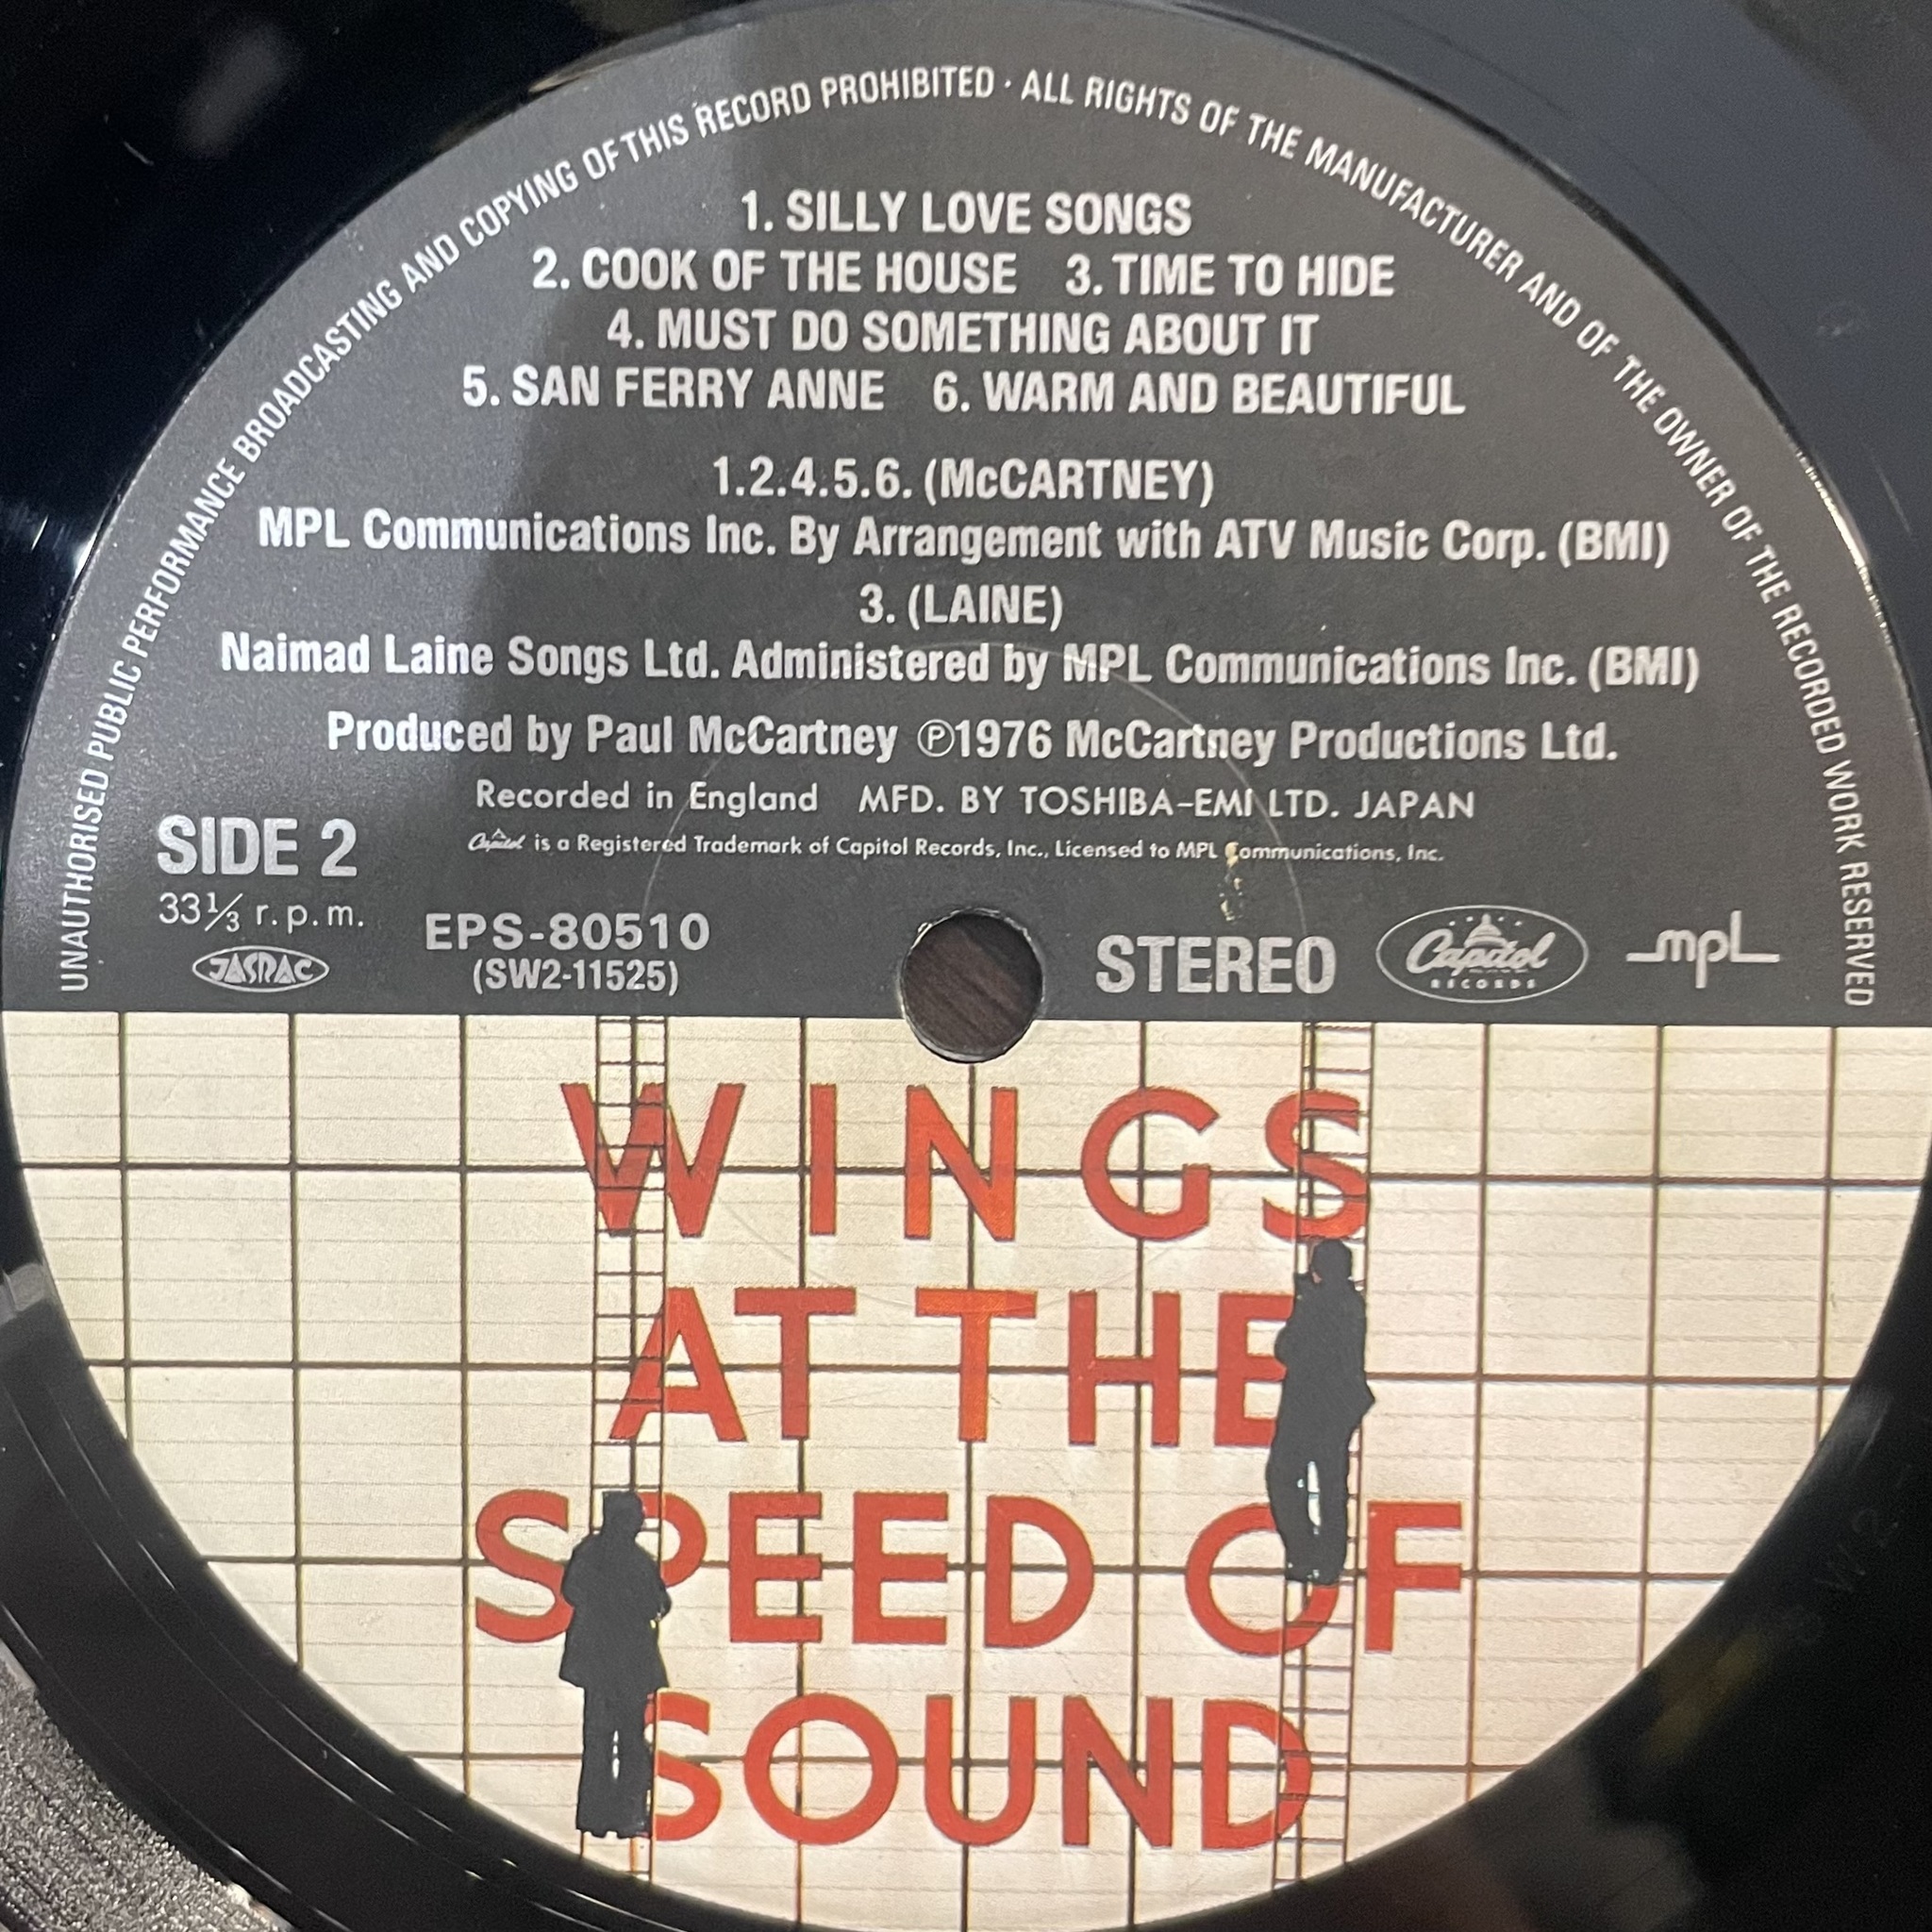 UNAUTHORISED PUBLIC PERFORMANCE BROADCASTING AND COPYING OF THIS RECORD PROHIBITED · ALL RIGHTS OF THE MANUFACTURER AND OF THE OWNER OF THE RECORDED WORK RESERVED
1. SILLY LOVE SONGS
2. COOK OF THE HOUSE 3. TIME TO HIDE
4. MUST DO SOMETHING ABOUT IT
5. SAN FERRY ANNE 6. WARM AND BEAUTIFUL
1.2.4.5.6. (McCARTNEY)
MPL Communications Inc. By Arrangement with ATV Music Corp. (BMI)
3. (LAINE)
Naimad Laine Songs Ltd. Administered by MPL Communications Inc. (BMI)
Produced by Paul McCartney ℗1976 McCartney Productions Ltd.
Recorded in England MFD. BY TOSHIBA-EMI LTD. JAPAN
Capitol is a Registered Trademark of Capitol Records, Inc., Licensed to MPL Communications, Inc.
SIDE 2
33⅓ r.p.m.
JASRAC
EPS-80510
(SW2-11525)
STEREO
Capitol
RECORDS
mpl
WINGS
AT THE
SPEED OF
SOUND